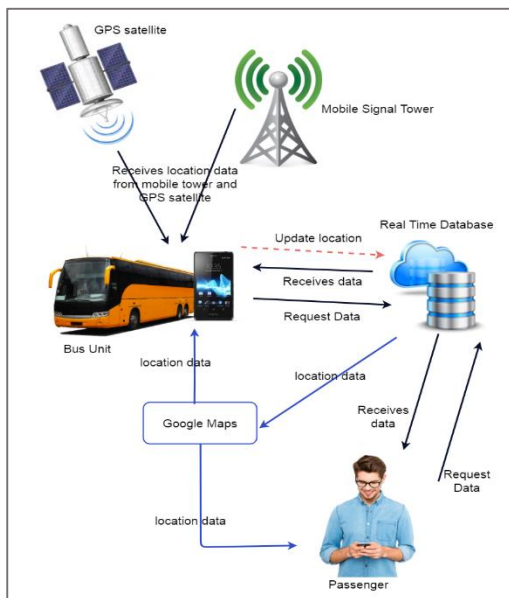 GPS satellite
Mobile Signal Tower
Receives location data
from mobile tower and
GPS satellite
Real Time Database
Update location
Receives data
Request Data
Bus Unit
location data
location data
Google Maps
Receives
data
Request
Data
location data
Passenger